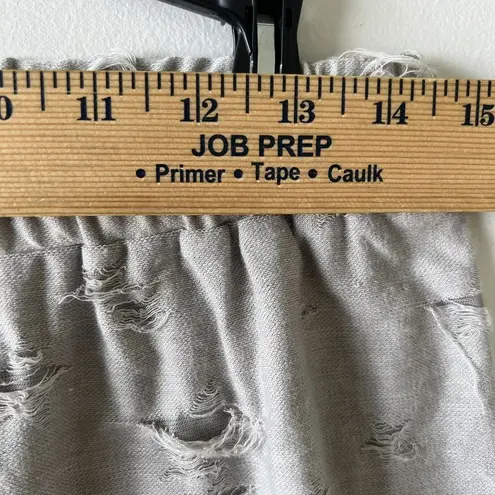 0 11 12 13 14 15
JOB PREP
• Primer • Tape • Caulk